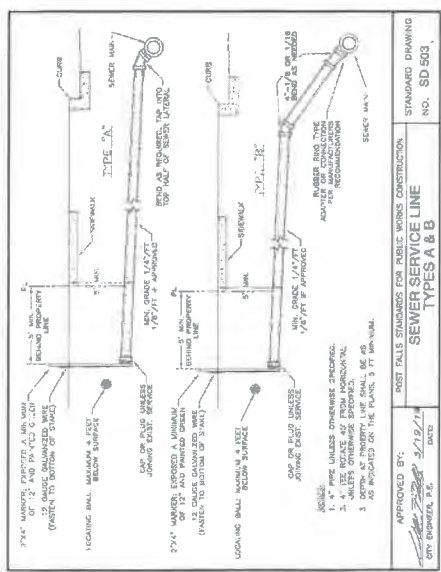 2"X4" MARKER; EXPOSED A MINIMUM
OF 12" AND PAINTED GREEN
12 GAUGE GALVANIZED WIRE
(FASTEN TO BOTTOM OF STAKE)
LOCATING BALL MAXIMUM 4 FEET
BELOW SURFACE
CAP OR PLUG UNLESS
JOINING EXIST. SERVICE
5' MIN.
BEHIND PROPERTY
LINE
PL
5' MIN.
SIDEWALK
CURB
SEWER MAIN
TYPE "A"
MIN. GRADE 1/4"/FT
1/8"/FT IF APPROVED
BEND AS REQUIRED, TAP INTO
TOP HALF OF SEWER LATERAL
2"X4" MARKER; EXPOSED A MINIMUM
OF 12" AND PAINTED GREEN
12 GAUGE GALVANIZED WIRE
(FASTEN TO BOTTOM OF STAKE)
LOCATING BALL MAXIMUM 4 FEET
BELOW SURFACE
CAP OR PLUG UNLESS
JOINING EXIST. SERVICE
5' MIN.
BEHIND PROPERTY
LINE
PL
5' MIN.
SIDEWALK
CURB
TYPE "B"
MIN. GRADE 1/4"/FT
1/8"/FT IF APPROVED
4"-1/8 OR 1/16
BEND AS NEEDED
RUBBER RING TYPE
ADAPTER OR CONNECTION
PER MANUFACTURERS
RECOMMENDATION
SEWER MAIN
NOTES:
1. 4" PIPE UNLESS OTHERWISE SPECIFIED.
2. 4" TEE ROTATE 45° FROM HORIZONTAL
UNLESS OTHERWISE SPECIFIED.
3. DEPTH AT PROPERTY LINE SHALL BE AS
AS INDICATED ON THE PLANS, 5 FT MINIMUM.
APPROVED BY:
CITY ENGINEER, P.E.
DATE:
POST FALLS STANDARDS FOR PUBLIC WORKS CONSTRUCTION
SEWER SERVICE LINE
TYPES A & B
STANDARD DRAWING
NO. SD 503